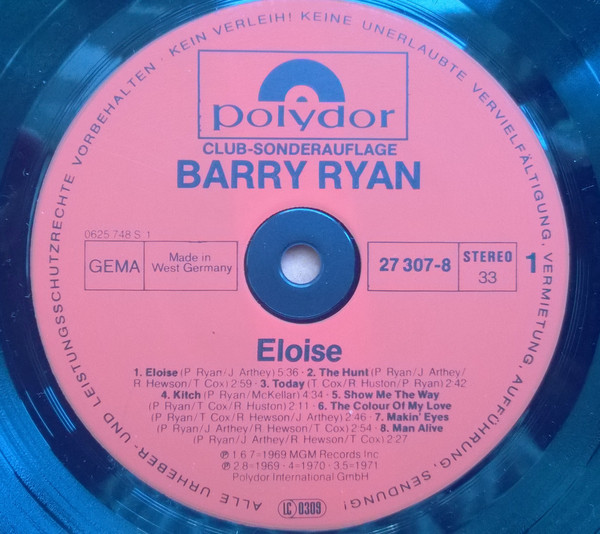 ALLE URHEBER- UND LEISTUNGSSCHUTZRECHTE VORBEHALTEN · KEIN VERLEIH! KEINE UNERLAUBTE VERVIELFÄLTIGUNG, VERMIETUNG, AUFFÜHRUNG, SENDUNG!
polydor
CLUB-SONDERAUFLAGE
BARRY RYAN
0625 748 S 1
GEMA
Made in
West Germany
27 307-8
STEREO
33
1
Eloise
1. Eloise (P. Ryan/J. Arthey) 5:36 · 2. The Hunt (P. Ryan/J. Arthey/
R. Hewson/T. Cox) 2:59 · 3. Today (T. Cox/R. Huston/P. Ryan) 2:42
4. Kitch (P. Ryan/McKellar) 4:34 · 5. Show Me The Way
(P. Ryan/T. Cox/R. Huston) 2:11 · 6. The Colour Of My Love
(P. Ryan/T. Cox/R. Hewson/J. Arthey) 2:46 · 7. Makin' Eyes
(P. Ryan/J. Arthey/R. Hewson/T. Cox) 2:54 · 8. Man Alive
(P. Ryan/J. Arthey/R. Hewson/T. Cox) 2:27
℗ 1.6.7.=1969 MGM Records Inc
℗ 2.8=1969 · 4=1970 · 3.5=1971
Polydor International GmbH
LC 0309